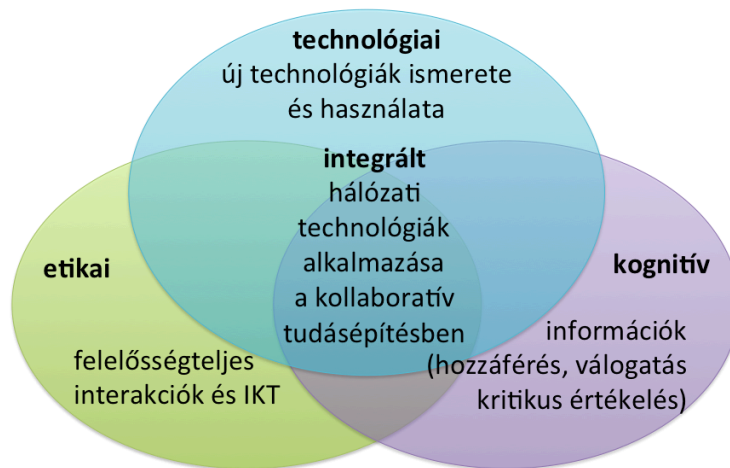 technológiai
új technológiák ismerete
és használata
integrált
hálózati
technológiák
alkalmazása
a kollaboratív
tudásépítésben
etikai
felelősségteljes
interakciók és IKT
kognitív
információk
(hozzáférés, válogatás
kritikus értékelés)